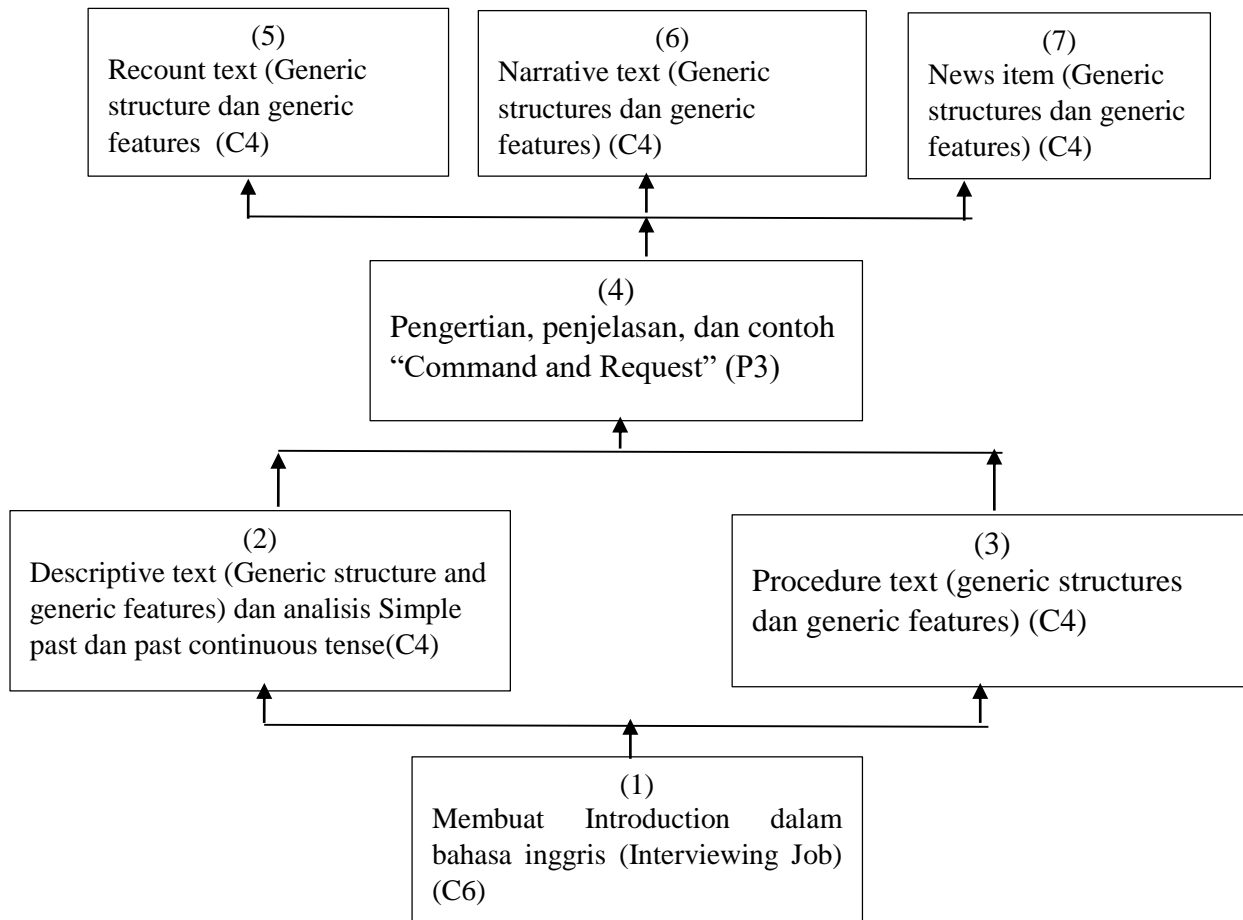 (5)
Recount text (Generic
structure dan generic
features (C4)
(6)
Narrative text (Generic
structures dan generic
features) (C4)
(7)
News item (Generic
structures dan generic
features) (C4)
(4)
Pengertian, penjelasan, dan contoh
“Command and Request” (P3)
(2)
Descriptive text (Generic structure and
generic features) dan analisis Simple
past dan past continuous tense(C4)
(3)
Procedure text (generic structures
dan generic features) (C4)
(1)
Membuat Introduction dalam
bahasa inggris (Interviewing Job)
(C6)